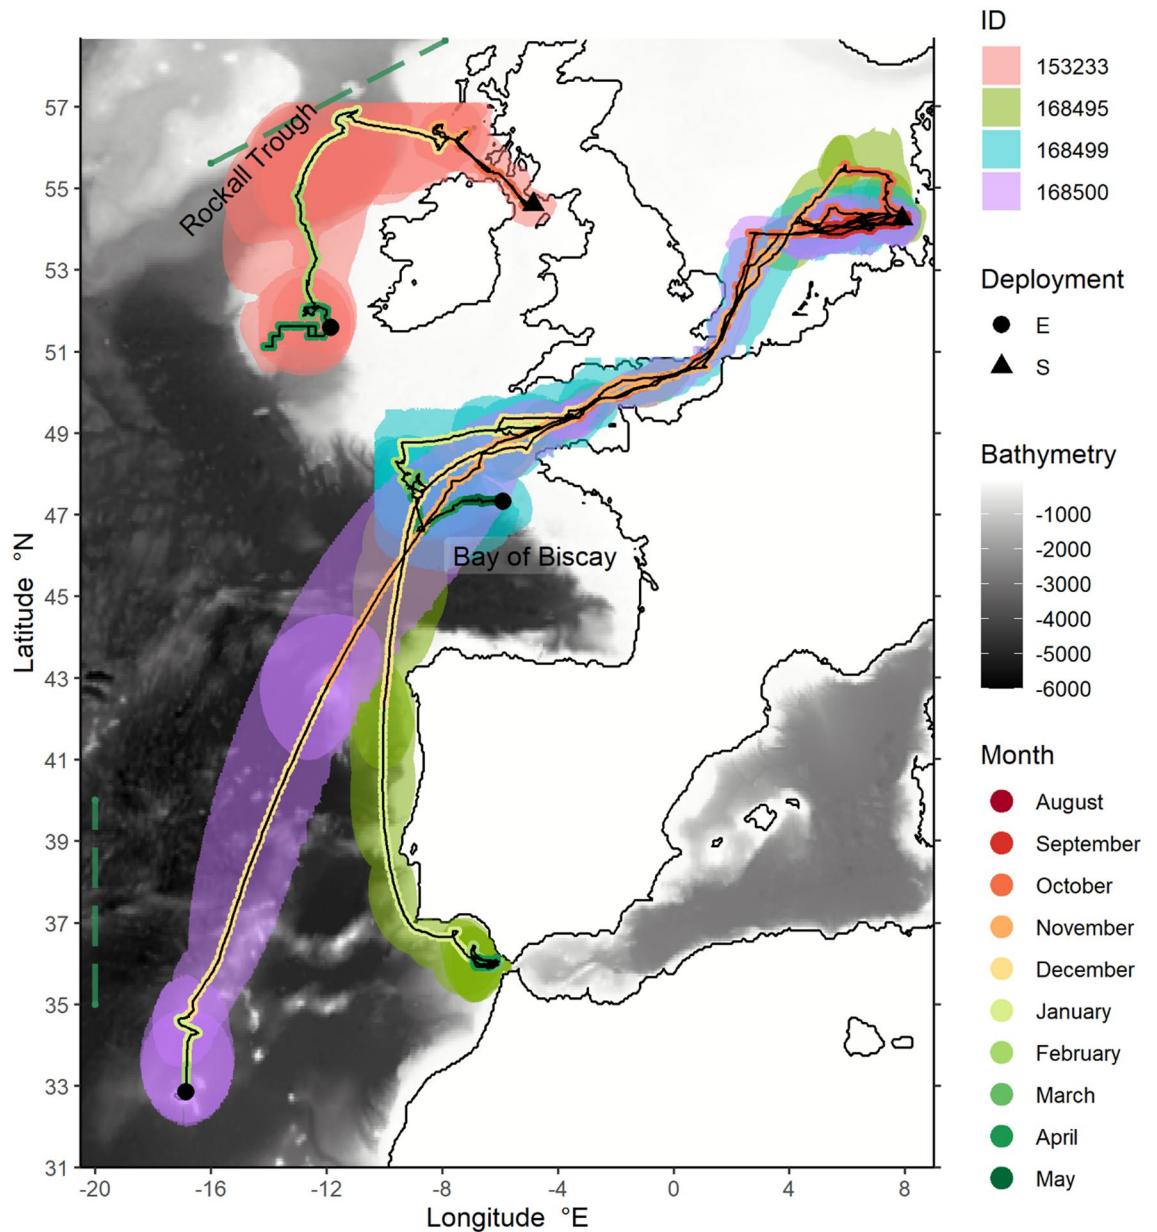 ID
153233
168495
168499
168500
Deployment
E
S
Bathymetry
-1000
-2000
-3000
-4000
-5000
-6000
Month
August
September
October
November
December
January
February
March
April
May
Rockall Trough
Bay of Biscay
Latitude °N
57
55
53
51
49
47
45
43
41
39
37
35
33
31
-20 -16 -12 -8 -4 0 4 8
Longitude °E